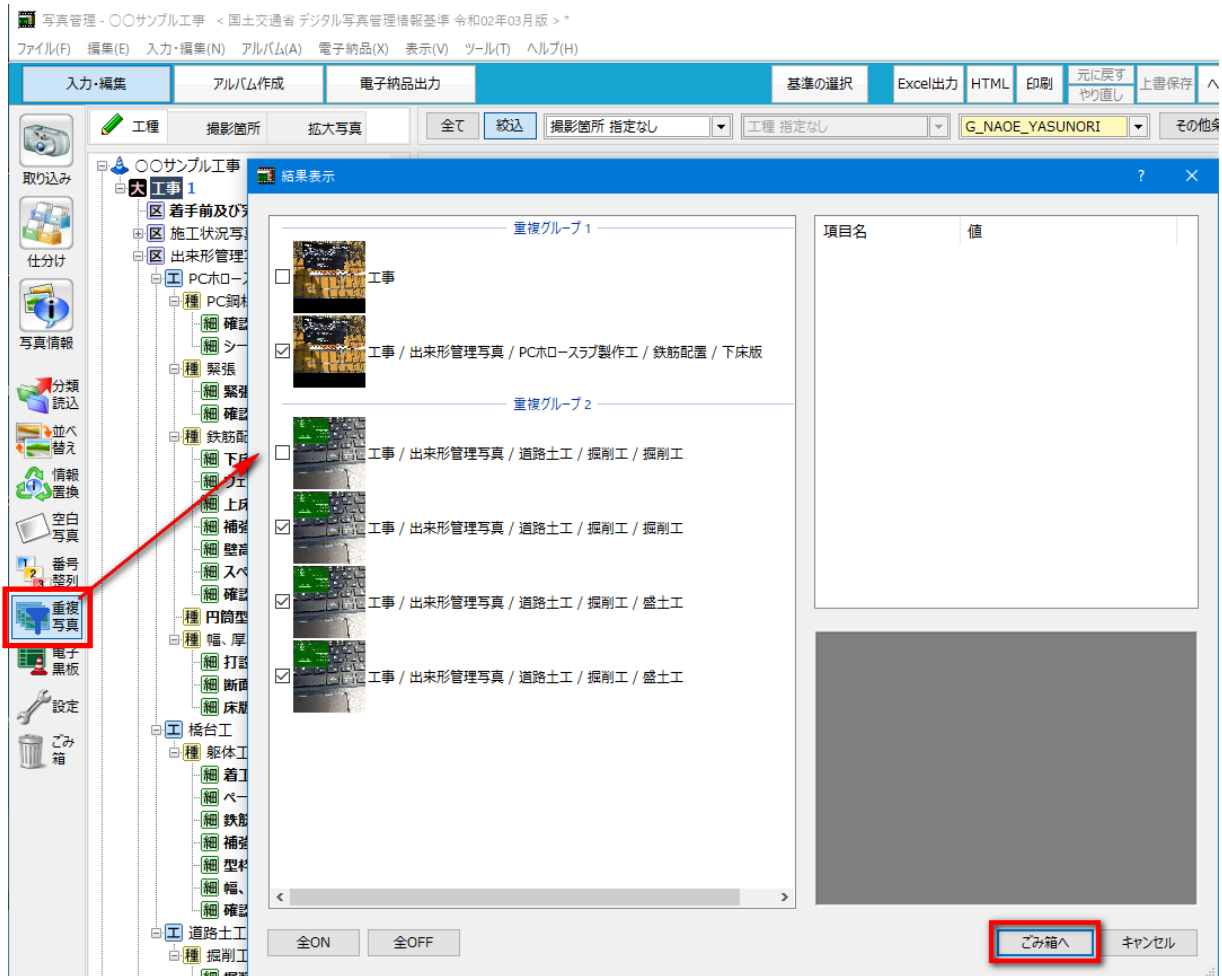 写真管理 - 〇〇サンプル工事 < 国土交通省 デジタル写真管理情報基準 令和02年03月版 > *
ファイル(F) 編集(E) 入力・編集(N) アルバム(A) 電子納品(X) 表示(V) ツール(T) ヘルプ(H)
入力・編集 アルバム作成 電子納品出力 基準の選択 Excel出力 HTML 印刷 元に戻す やり直し 上書保存 ヘ
工種 撮影箇所 拡大写真 全て 絞込 撮影箇所 指定なし 工種 指定なし G_NAOE_YASUNORI その他条
取り込み
仕分け
写真情報
分類
読込
並べ
替え
情報
置換
空白
写真
番号
整列
重複
写真
電子
黒板
設定
ごみ
箱
〇〇サンプル工事
大 工事 1
区 着手前及び
区 施工状況写
区 出来形管理
工 PCホロース
種 PC鋼
細 確認
細 シー
種 緊張
細 緊張
細 確認
種 鉄筋配
細 下床
細 ウェ
細 上床
細 補強
細 壁高
細 スペ
細 確認
種 円筒型
種 幅、厚
細 打設
細 断面
細 床版
工 橋台工
種 躯体工
細 着工
細 ペー
細 鉄筋
細 補強
細 型枠
細 幅、
細 確認
工 道路土工
種 掘削工
結果表示 ?
重複グループ 1
工事
工事 / 出来形管理写真 / PCホロースラブ製作工 / 鉄筋配置 / 下床版
重複グループ 2
工事 / 出来形管理写真 / 道路土工 / 掘削工 / 掘削工
工事 / 出来形管理写真 / 道路土工 / 掘削工 / 掘削工
工事 / 出来形管理写真 / 道路土工 / 掘削工 / 盛土工
工事 / 出来形管理写真 / 道路土工 / 掘削工 / 盛土工
項目名 値
全ON 全OFF ごみ箱へ キャンセル